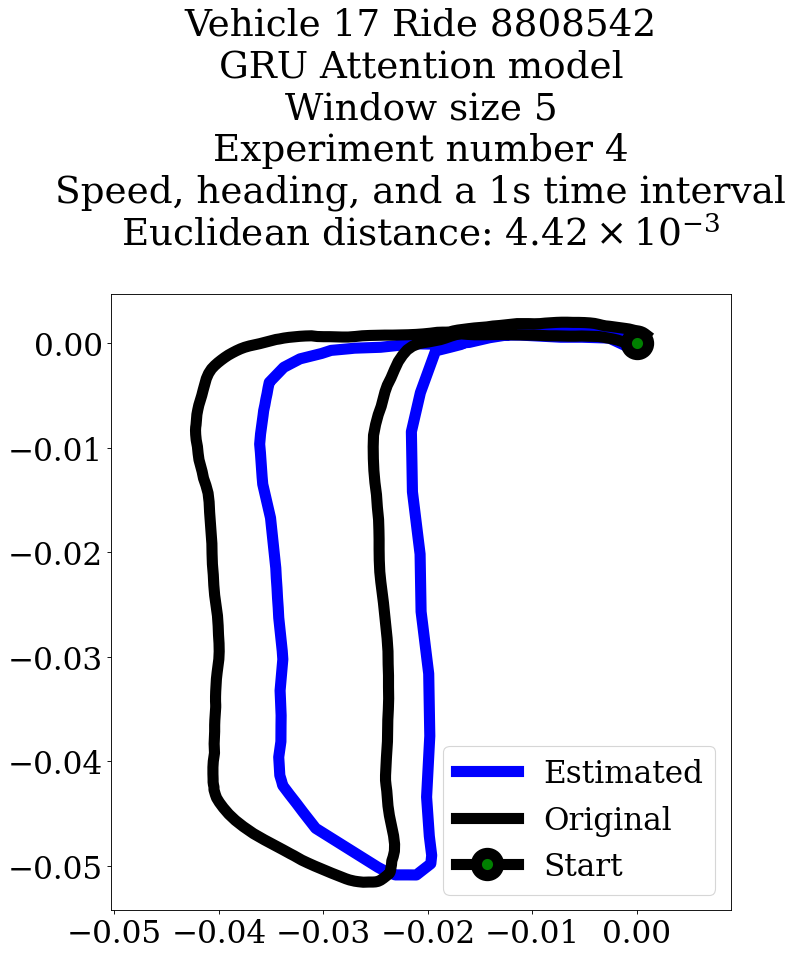 Vehicle 17 Ride 8808542
GRU Attention model
Window size 5
Experiment number 4
Speed, heading, and a 1s time interval
Euclidean distance: 4.42 × 10⁻³
0.00
−0.01
−0.02
−0.03
−0.04
−0.05
Estimated
Original
Start
−0.05 −0.04 −0.03 −0.02 −0.01 0.00